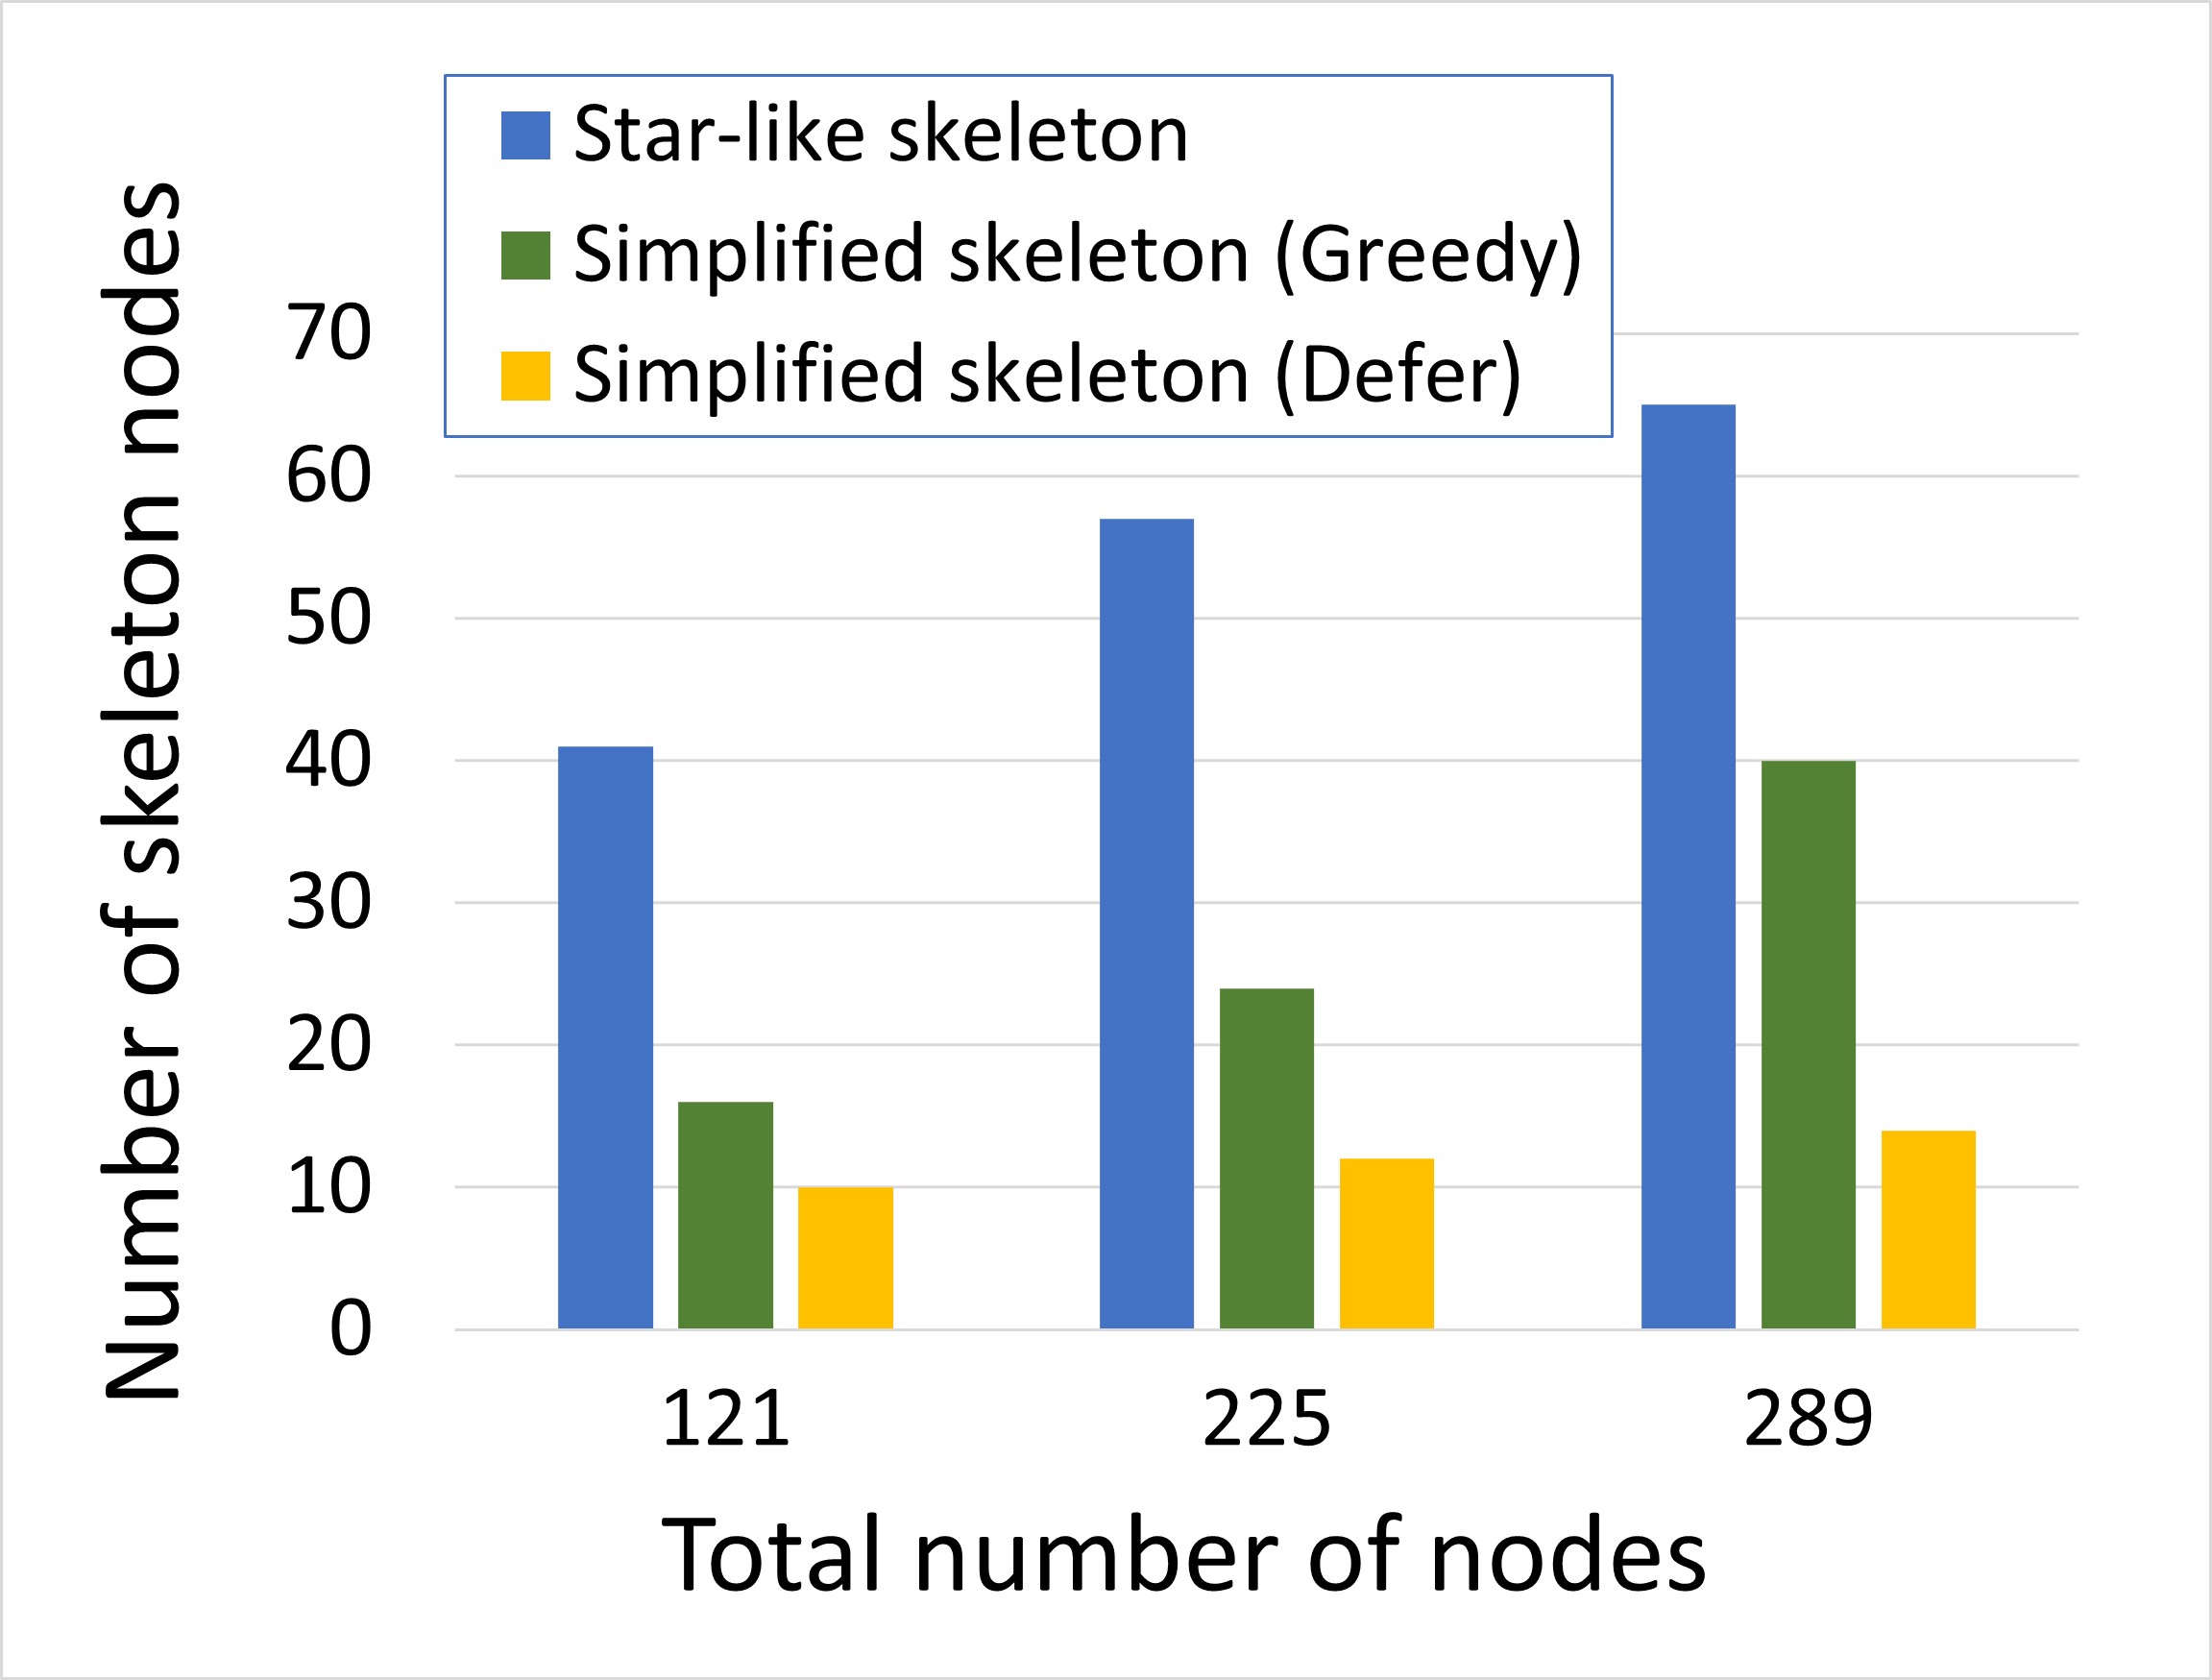 Star-like skeleton
Simplified skeleton (Greedy)
Simplified skeleton (Defer)
Number of skeleton nodes
70
60
50
40
30
20
10
0
121 225 289
Total number of nodes